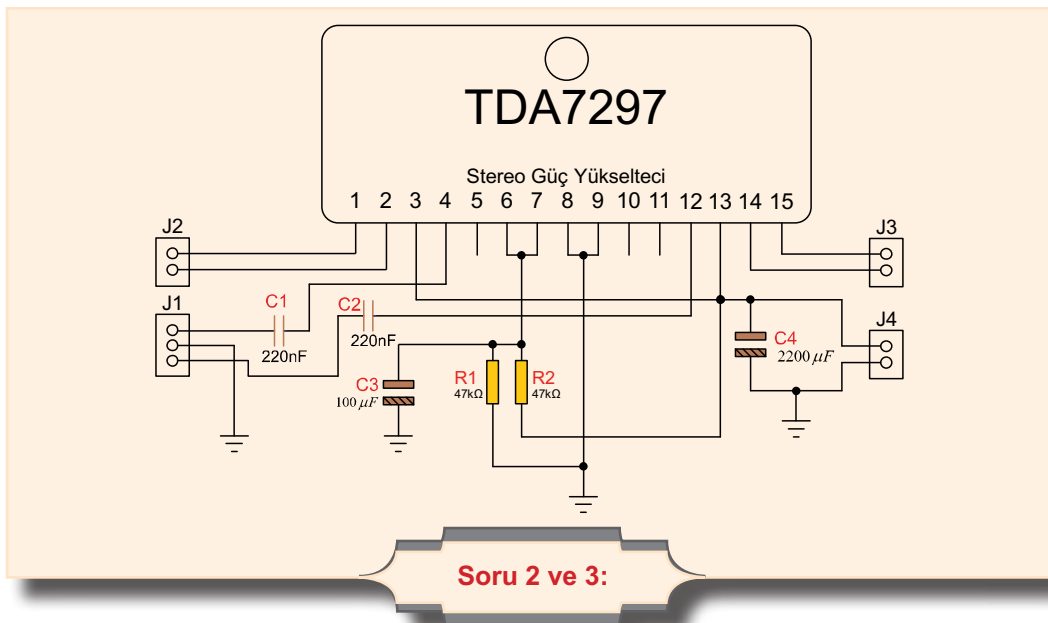 TDA7297
Stereo Güç Yükselteci
1 2 3 4 5 6 7 8 9 10 11 12 13 14 15
J2
J3
J1
C1
220nF
C2
220nF
J4
C4
2200 µF
C3
100 µF
R1
47kΩ
R2
47kΩ
Soru 2 ve 3: